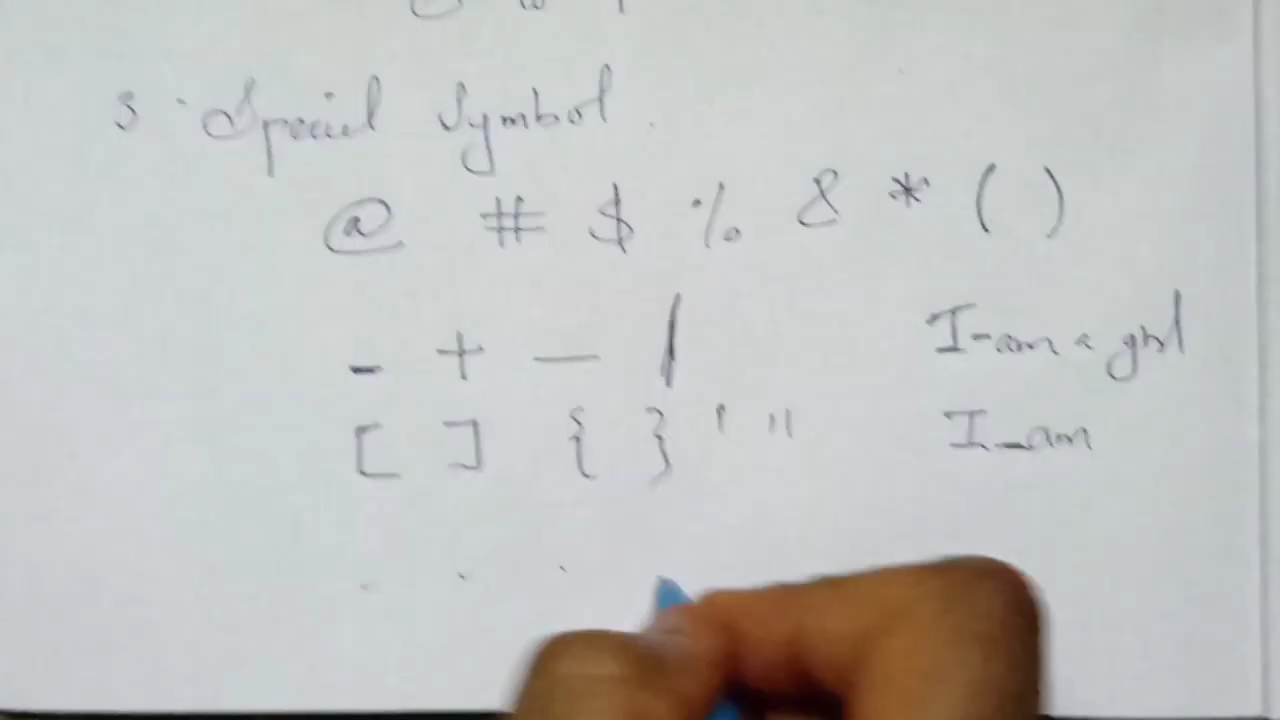 3. Special Symbol.
@ # $ % & * ( )
- + — /
I-am a girl
[ ] { } ' "
I_am
. . .